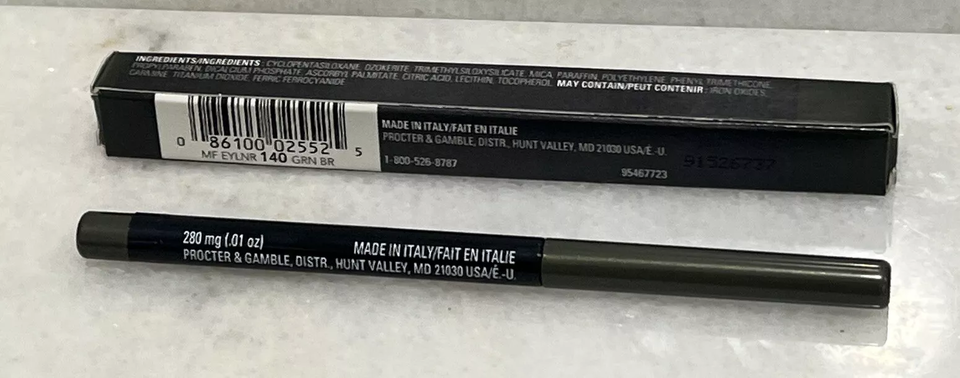 INGREDIENTS/INGRÉDIENTS : CYCLOPENTASILOXANE, OZOKERITE, TRIMETHYLSILOXYSILICATE, MICA, PARAFFIN, POLYETHYLENE, PHENYL TRIMETHICONE,
PROPYLPARABEN, DICALCIUM PHOSPHATE, ASCORBYL PALMITATE, CITRIC ACID, LECITHIN, TOCOPHEROL. MAY CONTAIN/PEUT CONTENIR : IRON OXIDES,
CARMINE, TITANIUM DIOXIDE, FERRIC FERROCYANIDE
0 86100 02552 5
MF EYLNR 140 GRN BR
MADE IN ITALY/FAIT EN ITALIE
PROCTER & GAMBLE, DISTR., HUNT VALLEY, MD 21030 USA/É.-U.
1-800-526-8787
95467723
91526737
280 mg (.01 oz)
MADE IN ITALY/FAIT EN ITALIE
PROCTER & GAMBLE, DISTR., HUNT VALLEY, MD 21030 USA/É.-U.